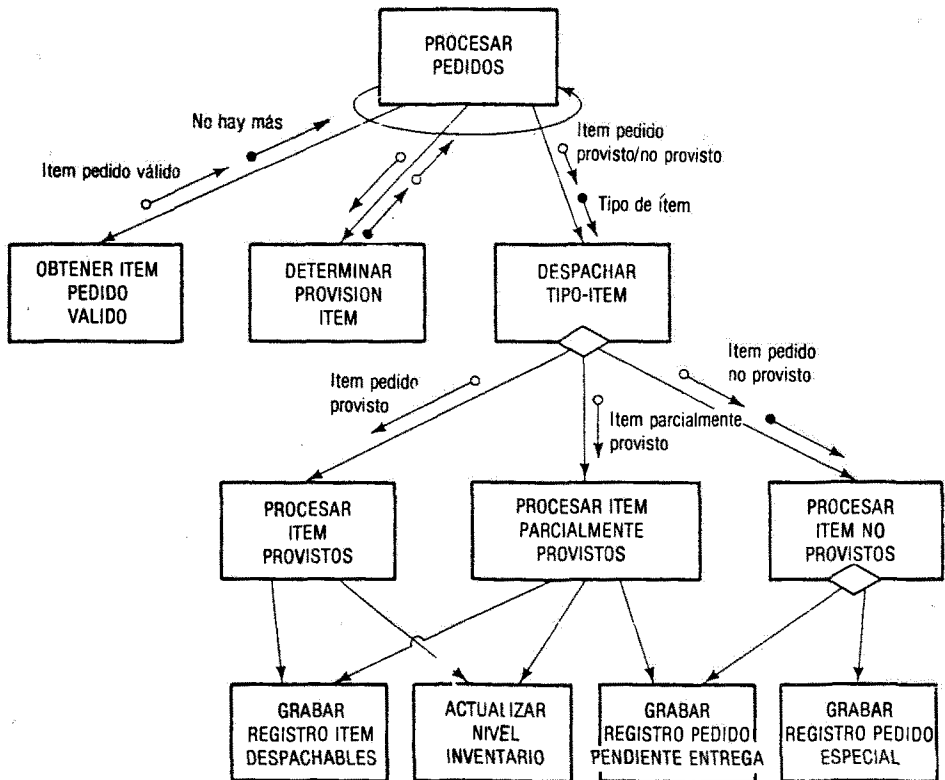 PROCESAR
PEDIDOS
No hay más
Item pedido válido
Item pedido
provisto/no provisto
Tipo de ítem
OBTENER ITEM
PEDIDO
VALIDO
DETERMINAR
PROVISION
ITEM
DESPACHAR
TIPO-ITEM
Item pedido
provisto
Item parcialmente
provisto
Item pedido
no provisto
PROCESAR
ITEM
PROVISTOS
PROCESAR ITEM
PARCIALMENTE
PROVISTOS
PROCESAR
ITEM NO
PROVISTOS
GRABAR
REGISTRO ITEM
DESPACHABLES
ACTUALIZAR
NIVEL
INVENTARIO
GRABAR
REGISTRO PEDIDO
PENDIENTE ENTREGA
GRABAR
REGISTRO PEDIDO
ESPECIAL